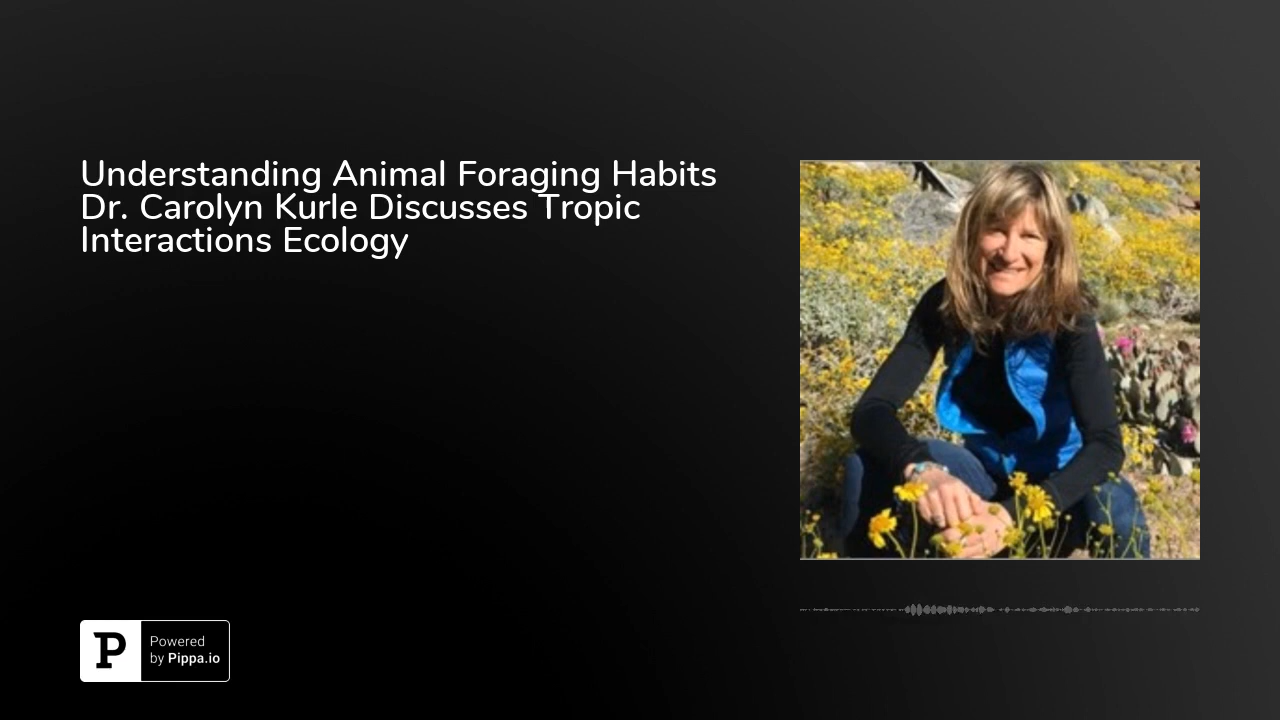 Understanding Animal Foraging Habits
Dr. Carolyn Kurle Discusses Tropic
Interactions Ecology
P
Powered
by Pippa.io